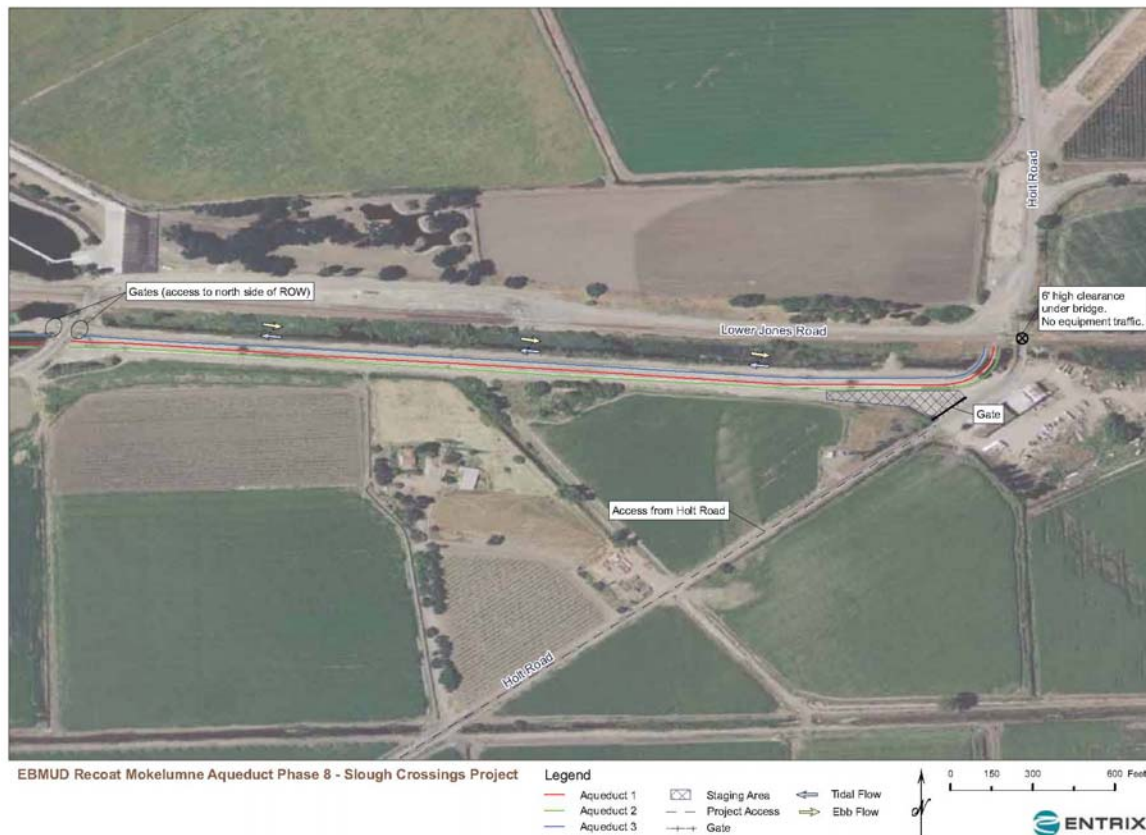 Holt Road
Gates (access to north side of ROW)
6' high clearance
under bridge.
No equipment traffic.
Lower Jones Road
Gate
Access from Holt Road
Holt Road
EBMUD Recoat Mokelumne Aqueduct Phase 8 - Slough Crossings Project
Legend
Aqueduct 1
Aqueduct 2
Aqueduct 3
Staging Area
Project Access
Gate
Tidal Flow
Ebb Flow
N
0 150 300 600 Feet
ENTRIX